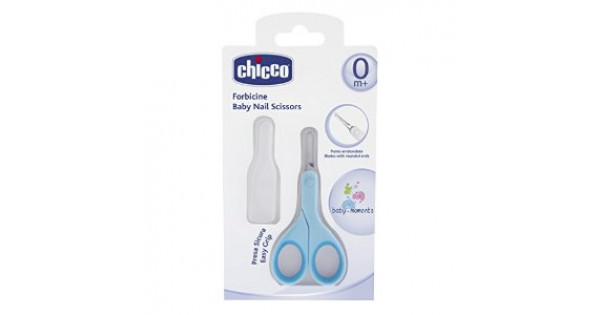 chicco
0
m+
Forbicine
Baby Nail Scissors
Punte arrotondate
Blades with rounded ends
baby-moments
Presa Sicura
Easy Grip